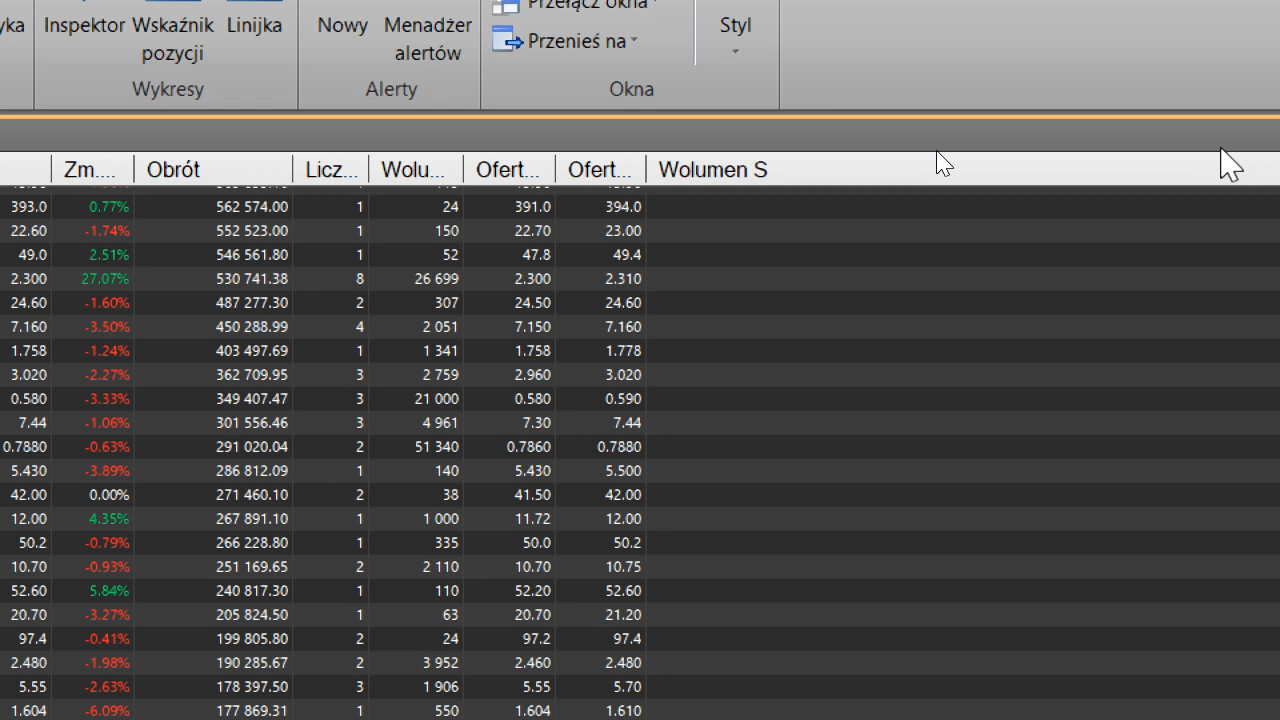 yka Inspektor Wskaźnik pozycji Linijka Nowy Menadżer alertów Przełącz okna Przenieś na Styl
Wykresy Alerty Okna
Zm.... Obrót Licz... Wolu... Ofert... Ofert... Wolumen S
393.0 0.77% 562 574.00 1 24 391.0 394.0
22.60 -1.74% 552 523.00 1 150 22.70 23.00
49.0 2.51% 546 561.80 1 52 47.8 49.4
2.300 27.07% 530 741.38 8 26 699 2.300 2.310
24.60 -1.60% 487 277.30 2 307 24.50 24.60
7.160 -3.50% 450 288.99 4 2 051 7.150 7.160
1.758 -1.24% 403 497.69 1 1 341 1.758 1.778
3.020 -2.27% 362 709.95 3 2 759 2.960 3.020
0.580 -3.33% 349 407.47 3 21 000 0.580 0.590
7.44 -1.06% 301 556.46 3 4 961 7.30 7.44
0.7880 -0.63% 291 020.04 2 51 340 0.7860 0.7880
5.430 -3.89% 286 812.09 1 140 5.430 5.500
42.00 0.00% 271 460.10 2 38 41.50 42.00
12.00 4.35% 267 891.10 1 1 000 11.72 12.00
50.2 -0.79% 266 228.80 1 335 50.0 50.2
10.70 -0.93% 251 169.65 2 2 110 10.70 10.75
52.60 5.84% 240 817.30 1 110 52.20 52.60
20.70 -3.27% 205 824.50 1 63 20.70 21.20
97.4 -0.41% 199 805.80 2 24 97.2 97.4
2.480 -1.98% 190 285.67 2 3 952 2.460 2.480
5.55 -2.63% 178 397.50 3 1 906 5.55 5.70
1.604 -6.09% 177 869.31 1 550 1.604 1.610